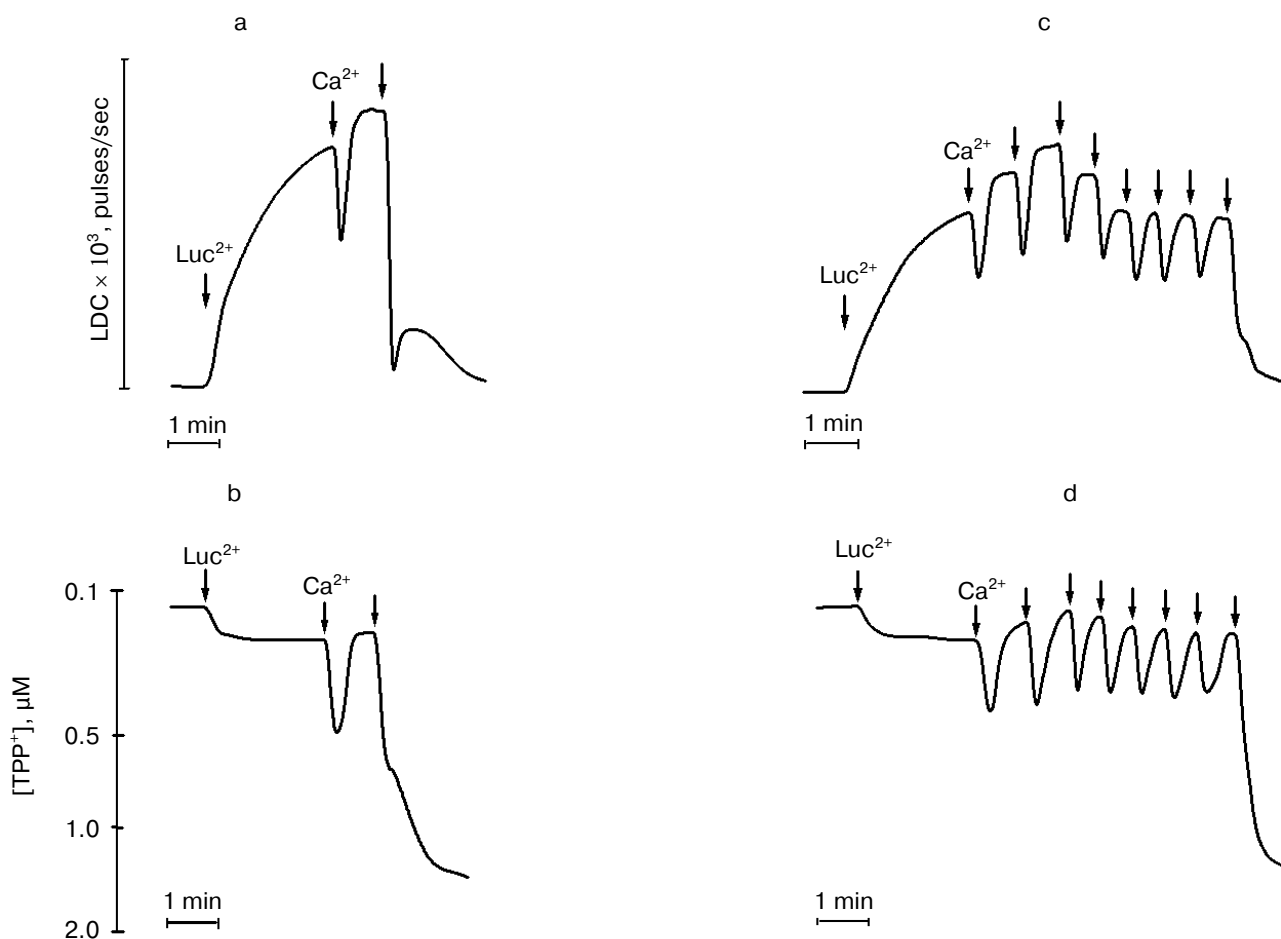 a
LDC × 10³, pulses/sec
Luc²⁺
Ca²⁺
1 min
c
Luc²⁺
Ca²⁺
1 min
b
[TPP⁺], μM
0.1
0.5
1.0
2.0
Luc²⁺
Ca²⁺
1 min
d
Luc²⁺
Ca²⁺
1 min